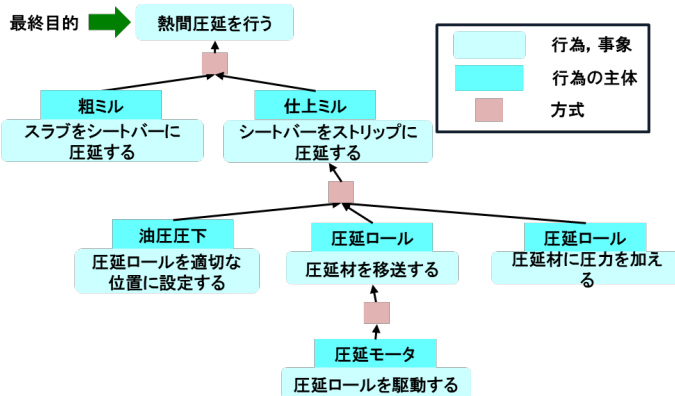 最終目的
熱間圧延を行う
行為，事象
行為の主体
方式
粗ミル
スラブをシートバーに
圧延する
仕上ミル
シートバーをストリップに
圧延する
油圧圧下
圧延ロールを適切な
位置に設定する
圧延ロール
圧延材を移送する
圧延ロール
圧延材に圧力を加え
る
圧延モータ
圧延ロールを駆動する